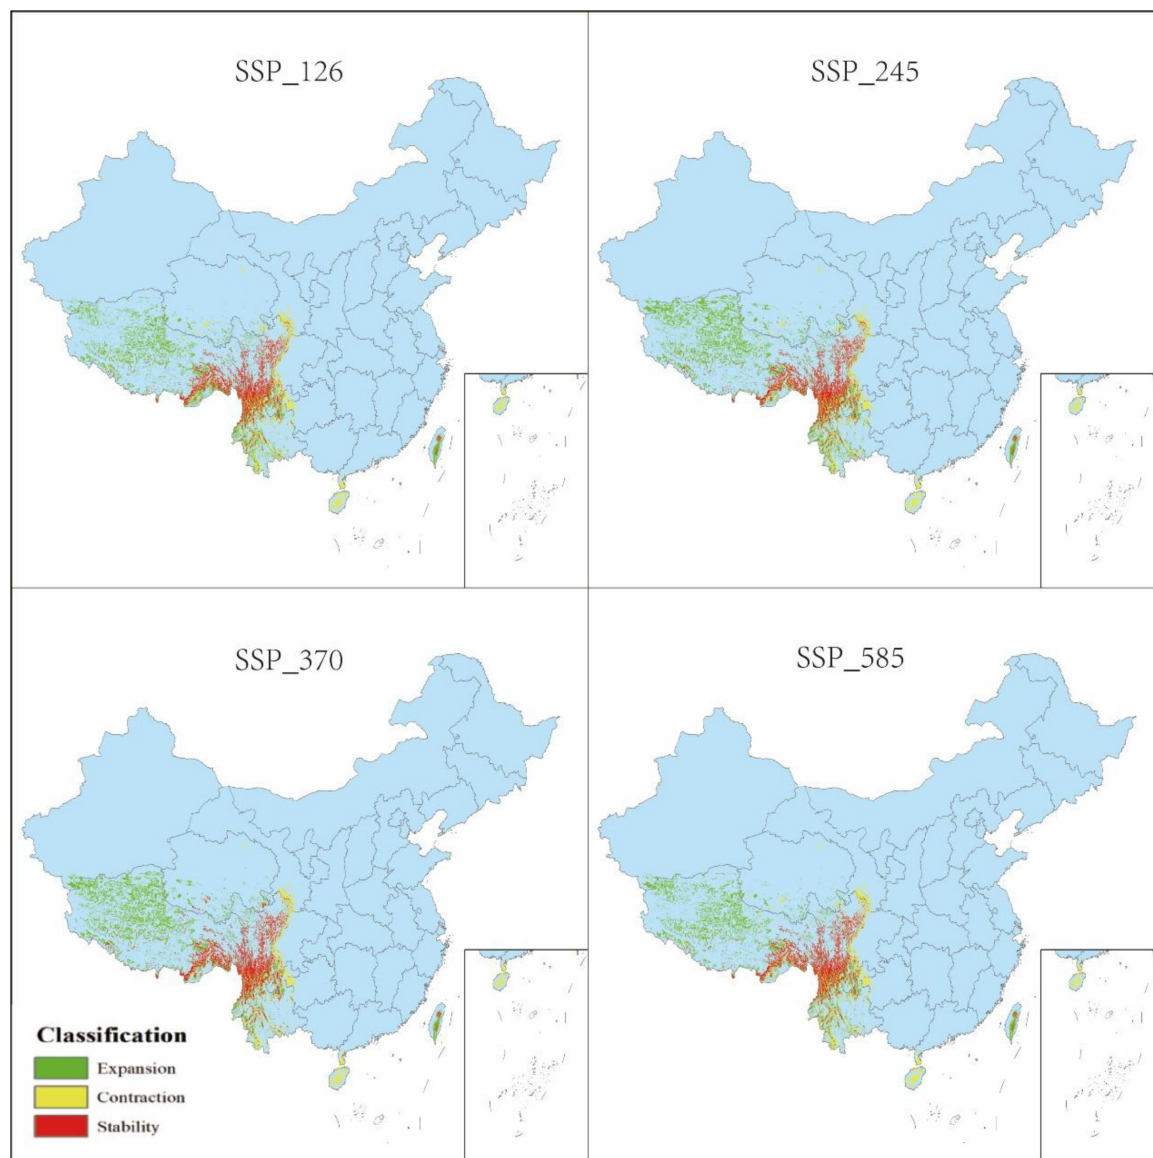 SSP_126
SSP_245
SSP_370
SSP_585
Classification
Expansion
Contraction
Stability